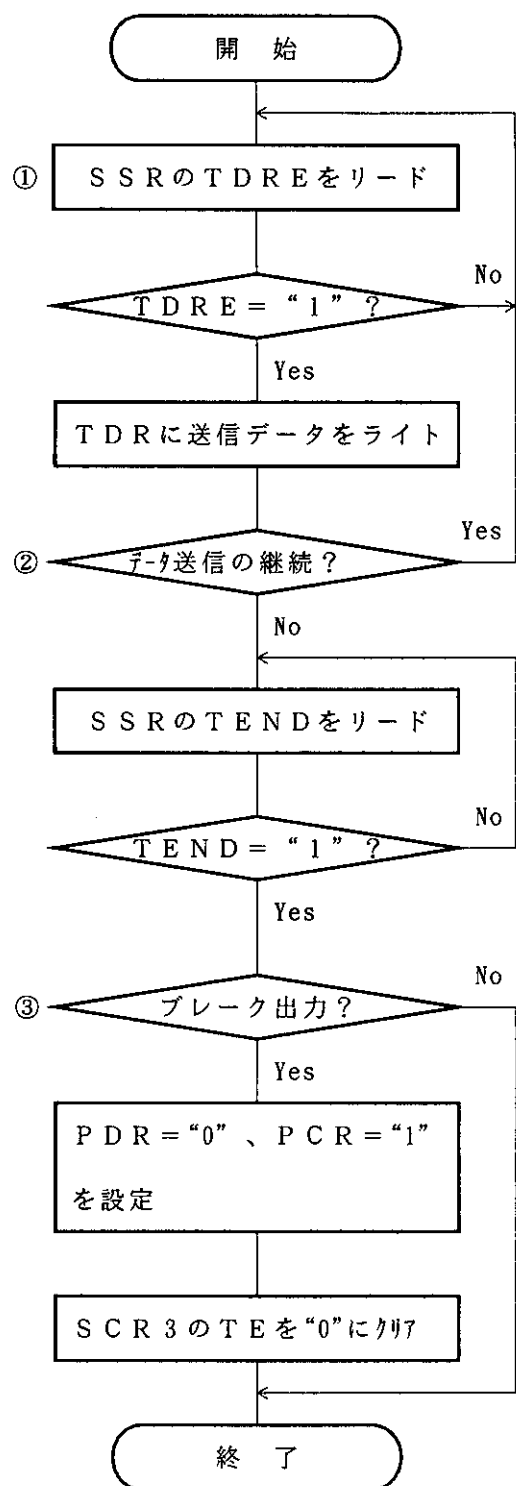 開 始
① SSRのTDREをリード
No
TDRE=“1”?
Yes
TDRに送信データをライト
Yes
② データ送信の継続?
No
SSRのTENDをリード
No
TEND=“1”?
Yes
No
③ ブレーク出力?
Yes
PDR=“0”、PCR=“1”
を設定
SCR3のTEを“0”にクリア
終 了